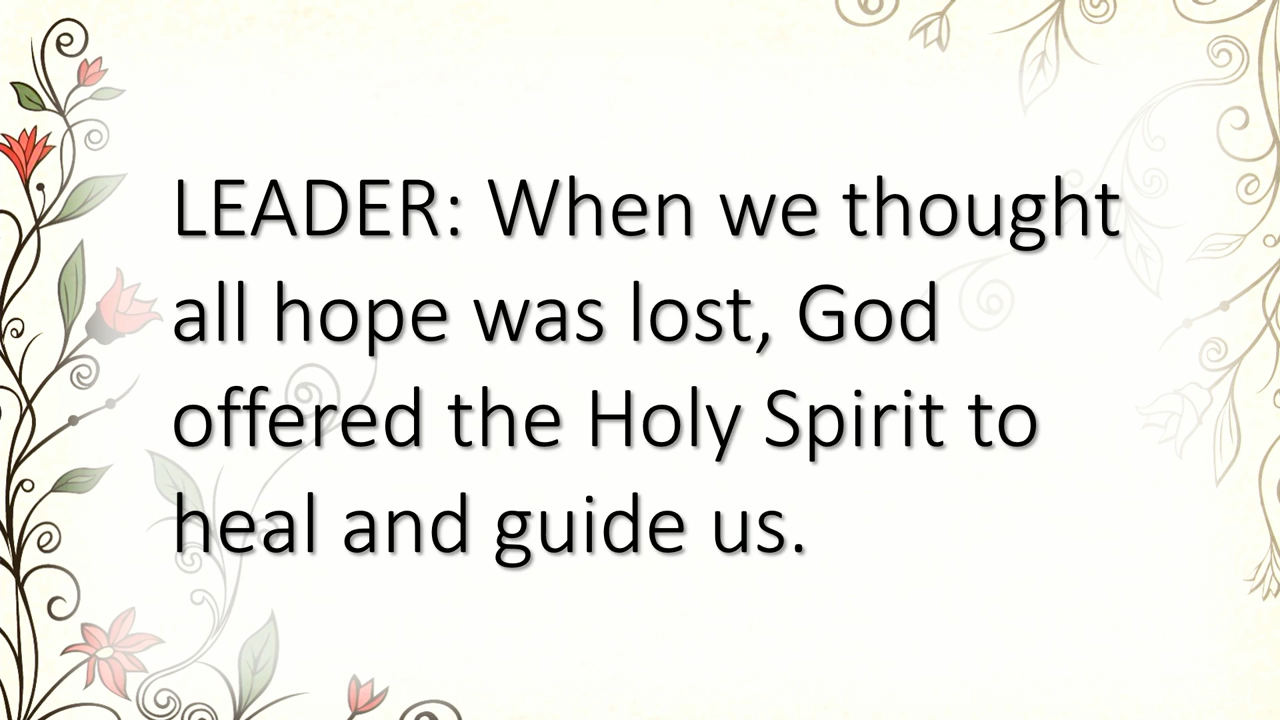 LEADER: When we thought
all hope was lost, God
offered the Holy Spirit to
heal and guide us.